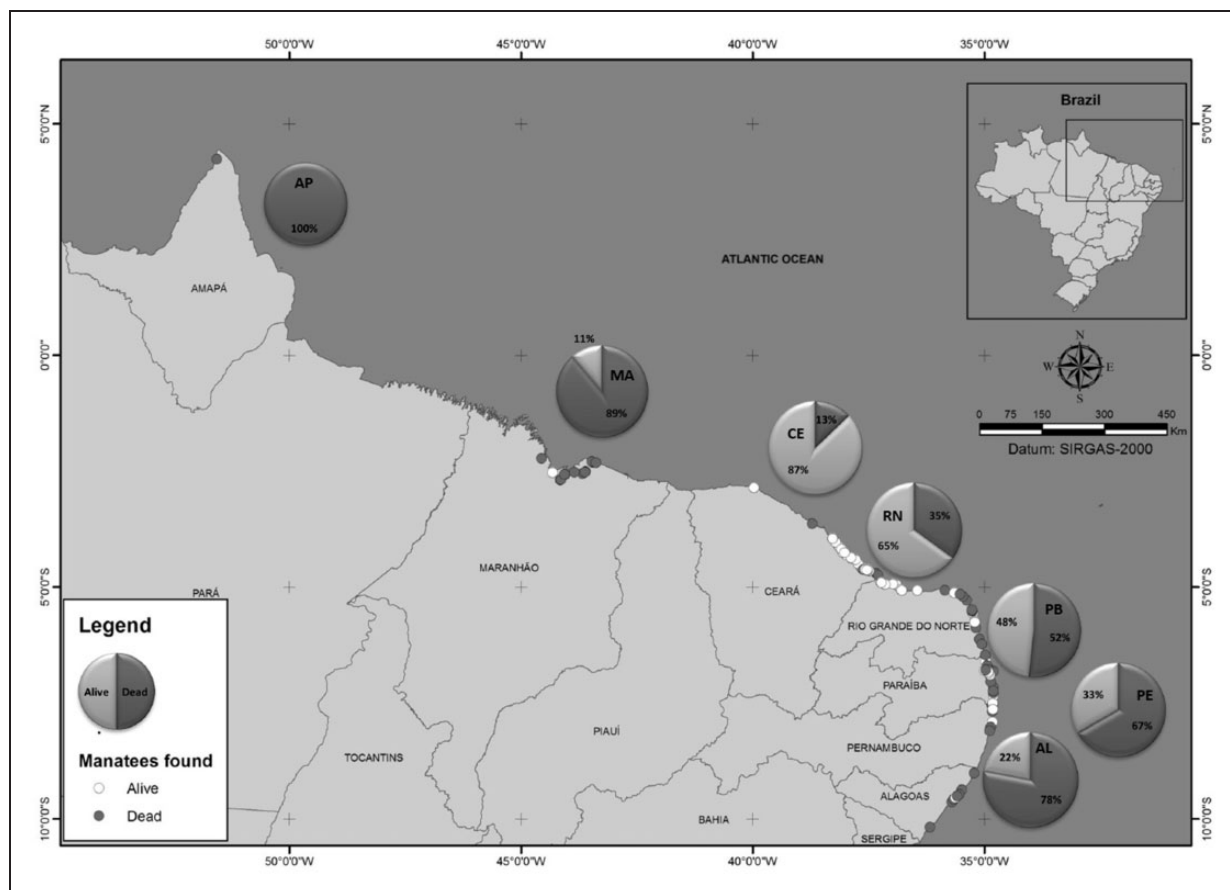 50°0'0"W 45°0'0"W 40°0'0"W 35°0'0"W
5°0'0"N
5°0'0"N
Brazil
AP
100%
ATLANTIC OCEAN
AMAPÁ
N
W E
S
0°0'0"
0°0'0"
11%
MA
89%
0 75 150 300 450
Km
Datum: SIRGAS-2000
CE
13%
87%
RN
35%
65%
MARANHÃO
CEARÁ
PARÁ
5°0'0"S
5°0'0"S
RIO GRANDE DO NORTE
PB
48%
52%
PARAÍBA
PE
33%
67%
PIAUÍ
PERNAMBUCO
TOCANTINS
AL
22%
78%
ALAGOAS
BAHIA
SERGIPE
10°0'0"S
10°0'0"S
Legend
Alive Dead
Manatees found
Alive
Dead
50°0'0"W 45°0'0"W 40°0'0"W 35°0'0"W